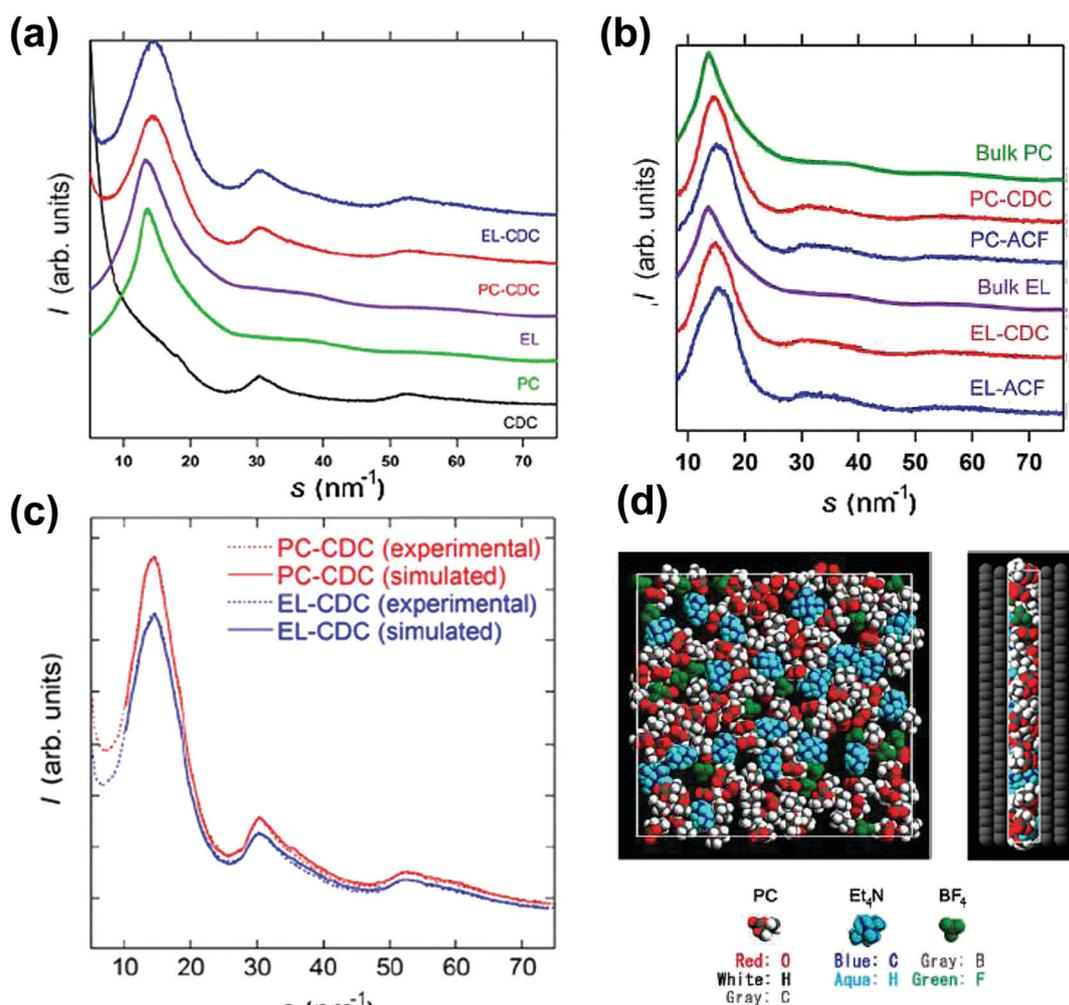 (a)
I (arb. units)
EL-CDC
PC-CDC
EL
PC
CDC
10 20 30 40 50 60 70
s (nm⁻¹)
(b)
I (arb. units)
Bulk PC
PC-CDC
PC-ACF
Bulk EL
EL-CDC
EL-ACF
10 20 30 40 50 60 70
s (nm⁻¹)
(c)
I (arb. units)
PC-CDC (experimental)
PC-CDC (simulated)
EL-CDC (experimental)
EL-CDC (simulated)
10 20 30 40 50 60 70
s (nm⁻¹)
(d)
PC Et₄N BF₄
Red: O Blue: C Gray: B
White: H Aqua: H Green: F
Gray: C